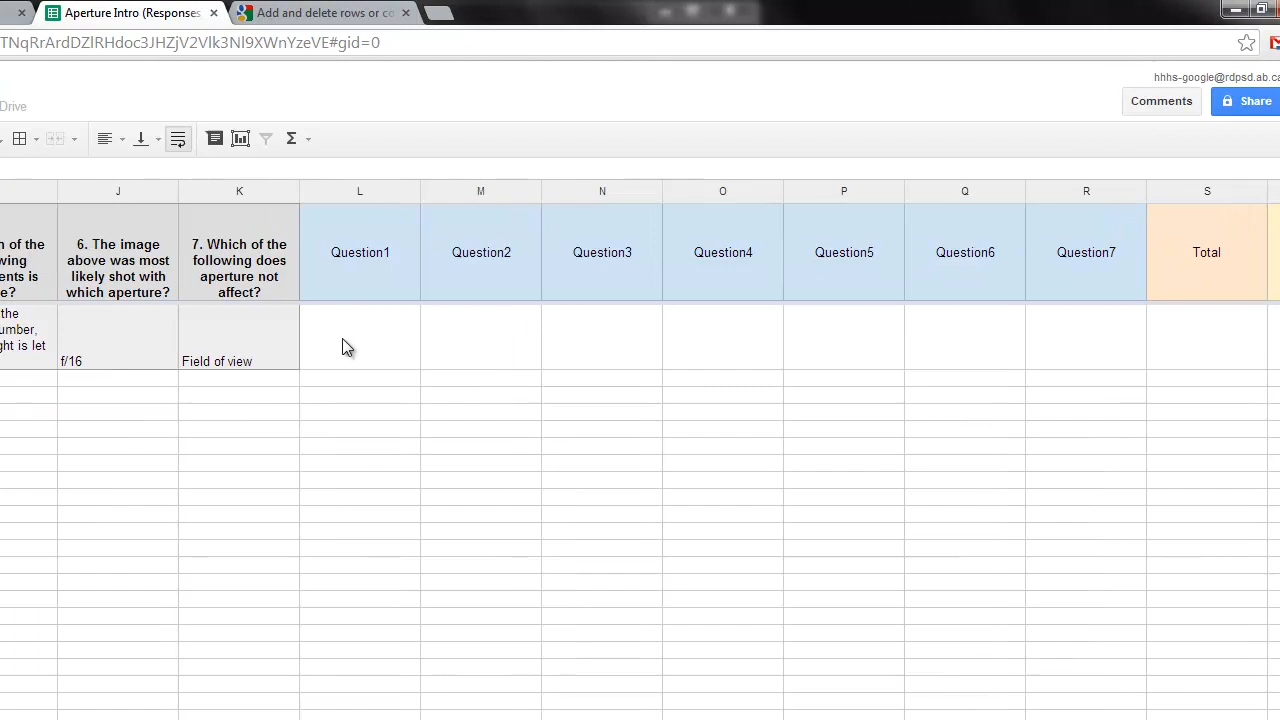 Aperture Intro (Responses
Add and delete rows or co
TNqRrArdDZlRHdoc3JHZjV2Vlk3Nl9XWnYzeVE#gid=0
hhhs-google@rdpsd.ab.ca
Drive
Comments
Share
Σ
J K L M N O P Q R S
n of the
wing
ents is
e?
6. The image
above was most
likely shot with
which aperture?
7. Which of the
following does
aperture not
affect?
Question1
Question2
Question3
Question4
Question5
Question6
Question7
Total
the
umber,
ght is let
f/16
Field of view